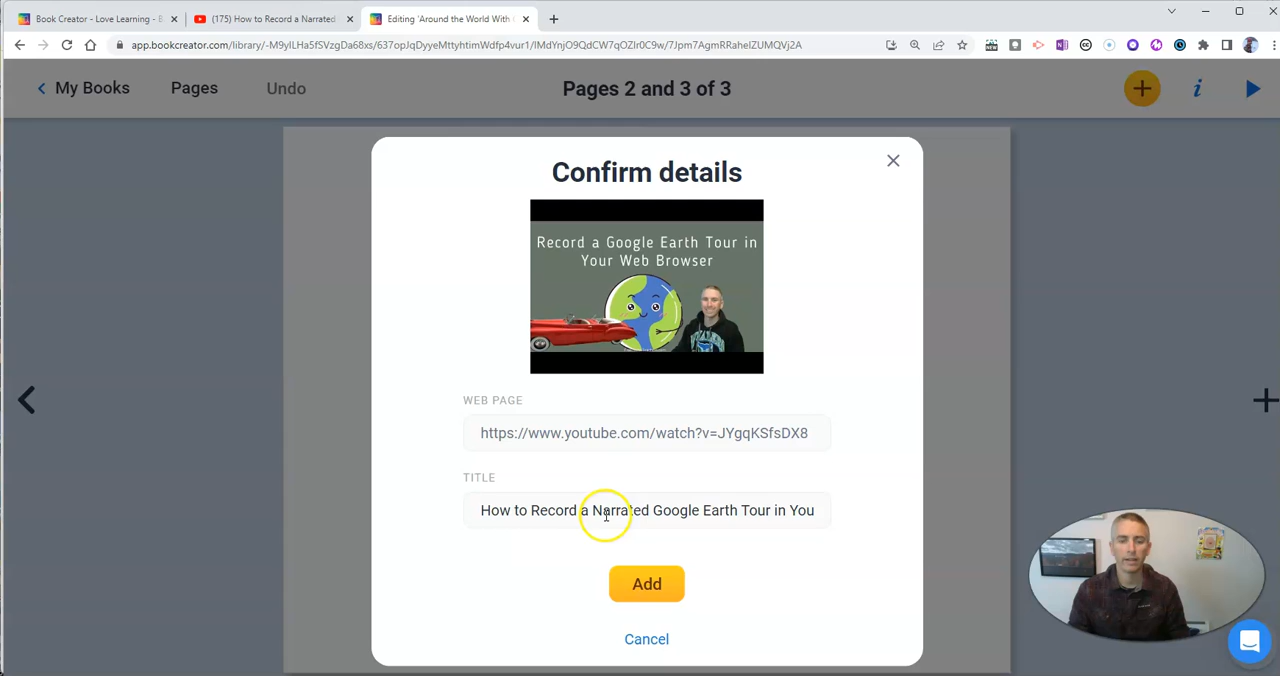 Book Creator - Love Learning - B
(175) How to Record a Narrated
Editing 'Around the World With
app.bookcreator.com/library/-M9yILHa5fSVzgDa68xs/637opJqDyyeMttyhtimWdfp4vur1/IMdYnjO9QdCW7qOZlr0C9w/7Jpm7AgmRRaheIZUMQVj2A
My Books
Pages
Undo
Pages 2 and 3 of 3
Confirm details
Record a Google Earth Tour in
Your Web Browser
WEB PAGE
https://www.youtube.com/watch?v=JYgqKSfsDX8
TITLE
How to Record a Narrated Google Earth Tour in You
Add
Cancel